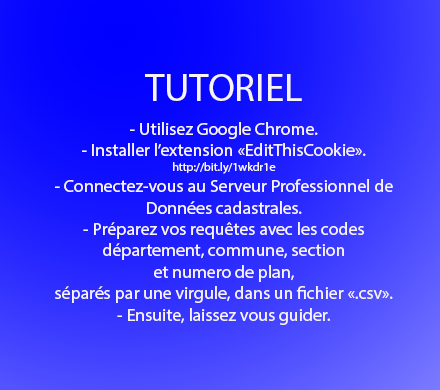 TUTORIEL
- Utilisez Google Chrome.
- Installer l’extension «EditThisCookie».
http://bit.ly/1wkdr1e
- Connectez-vous au Serveur Professionnel de
Données cadastrales.
- Préparez vos requêtes avec les codes
département, commune, section
et numero de plan,
séparés par une virgule, dans un fichier «.csv».
- Ensuite, laissez vous guider.